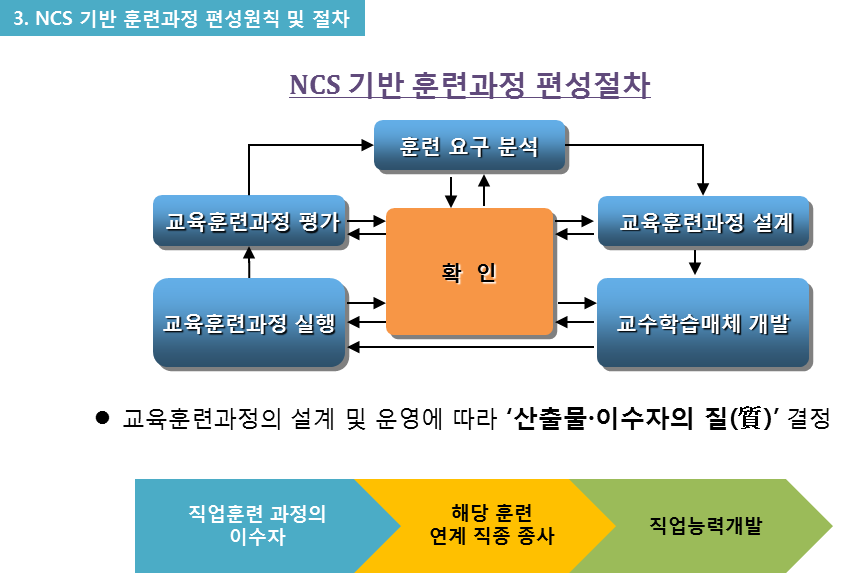 3. NCS 기반 훈련과정 편성원칙 및 절차
NCS 기반 훈련과정 편성절차
훈련 요구 분석
교육훈련과정 평가
교육훈련과정 설계
확 인
교육훈련과정 실행
교수학습매체 개발
● 교육훈련과정의 설계 및 운영에 따라 ‘산출물·이수자의 질(質)’ 결정
직업훈련 과정의
이수자
해당 훈련
연계 직종 종사
직업능력개발